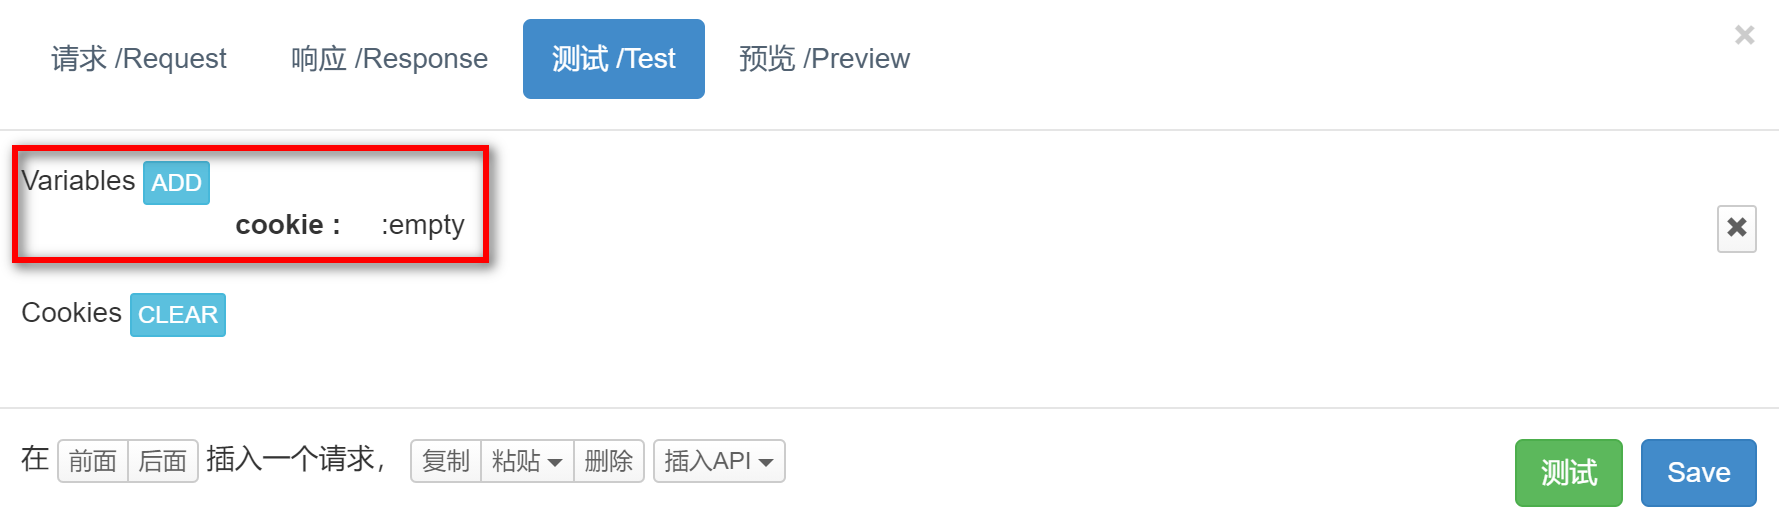 请求 /Request 响应 /Response 测试 /Test 预览 /Preview ×
Variables ADD
cookie : :empty ✖
Cookies CLEAR
在 前面 后面 插入一个请求， 复制 粘贴 删除 插入API 测试 Save